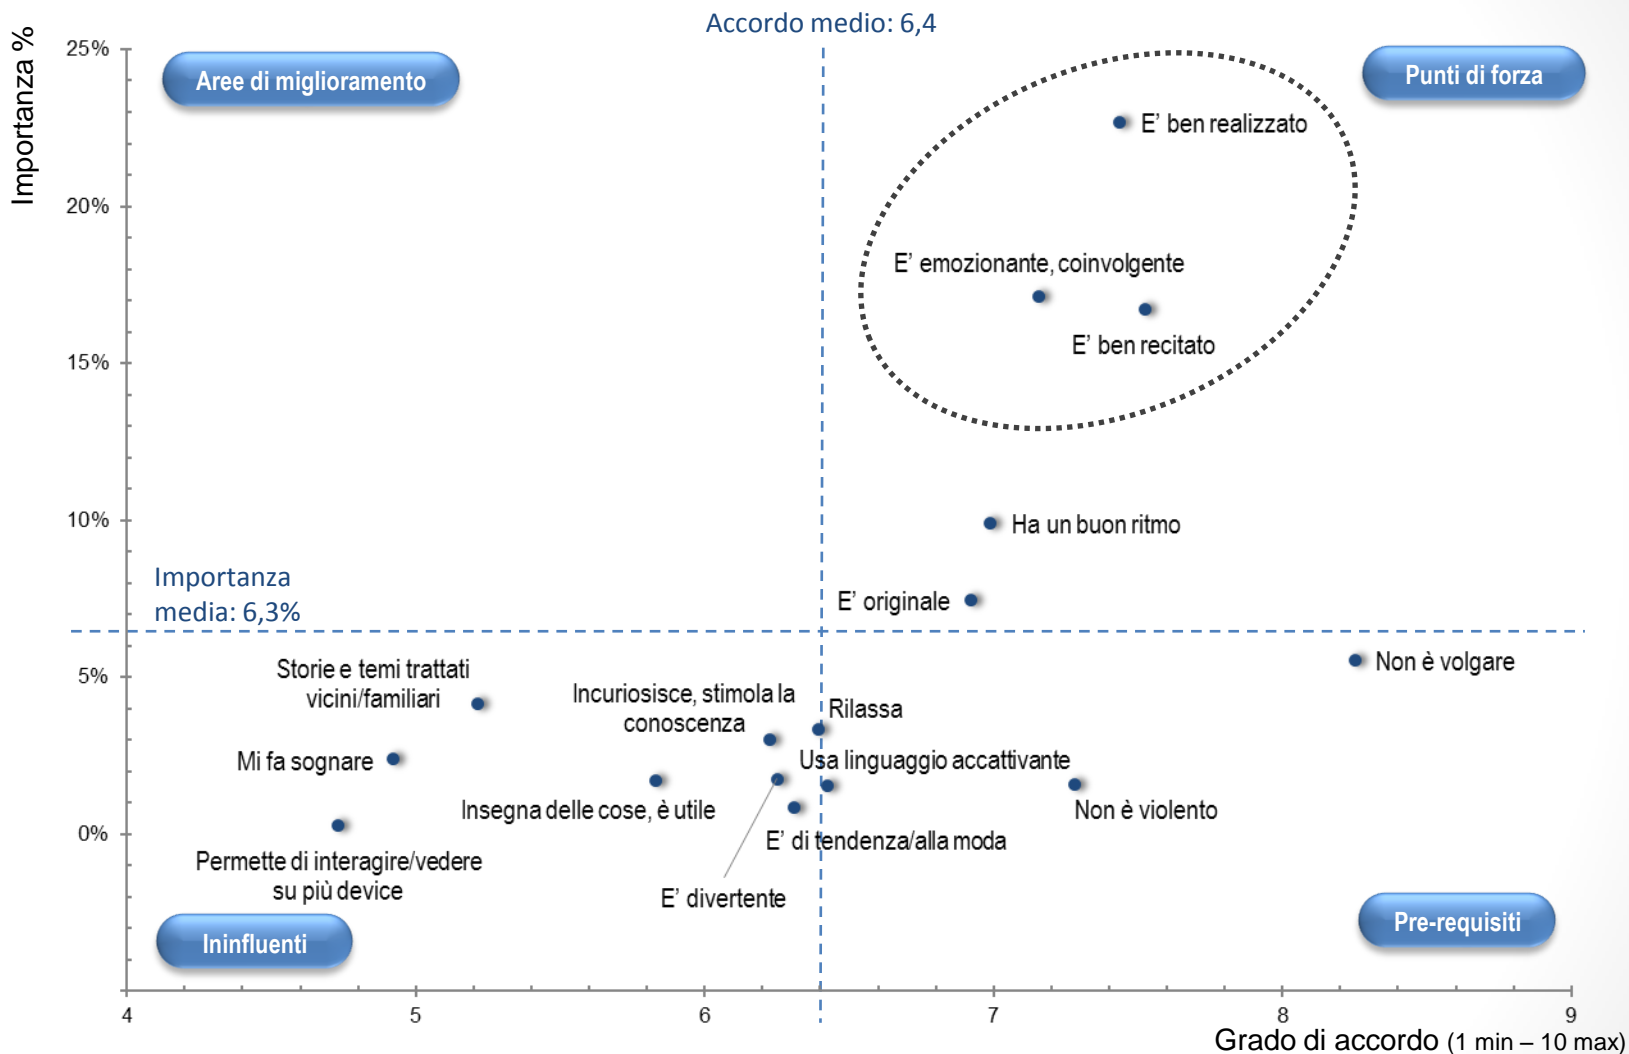 Accordo medio: 6,4
Importanza %
25%
Aree di miglioramento
Punti di forza
E' ben realizzato
20%
E' emozionante, coinvolgente
E' ben recitato
15%
10%
Ha un buon ritmo
Importanza
media: 6,3%
E' originale
5%
Storie e temi trattati
vicini/familiari
Incuriosisce, stimola la
conoscenza
Rilassa
Non è volgare
Mi fa sognare
Usa linguaggio accattivante
Insegna delle cose, è utile
Non è violento
0%
E' di tendenza/alla moda
Permette di interagire/vedere
su più device
E' divertente
Ininfluenti
Pre-requisiti
4
5
6
7
8
9
Grado di accordo (1 min – 10 max)